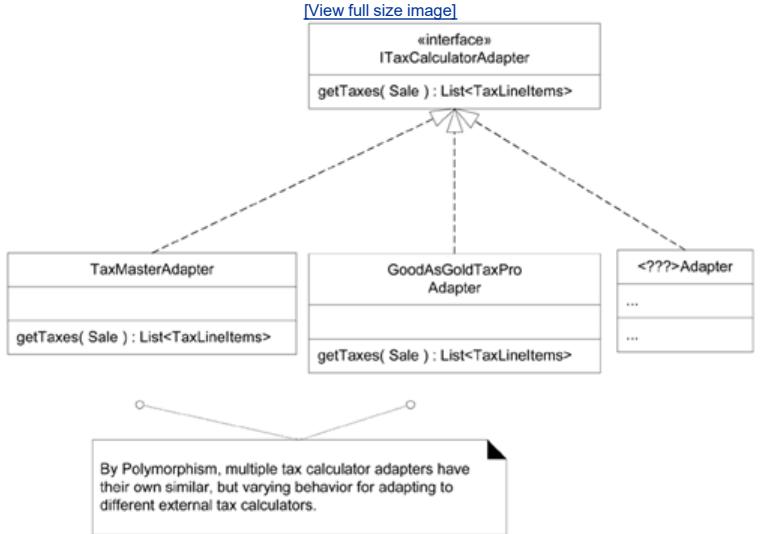 [View full size image]
«interface»
ITaxCalculatorAdapter
getTaxes( Sale ) : List<TaxLineItems>
TaxMasterAdapter
getTaxes( Sale ) : List<TaxLineItems>
GoodAsGoldTaxPro
Adapter
getTaxes( Sale ) : List<TaxLineItems>
<???>Adapter
...
...
By Polymorphism, multiple tax calculator adapters have
their own similar, but varying behavior for adapting to
different external tax calculators.